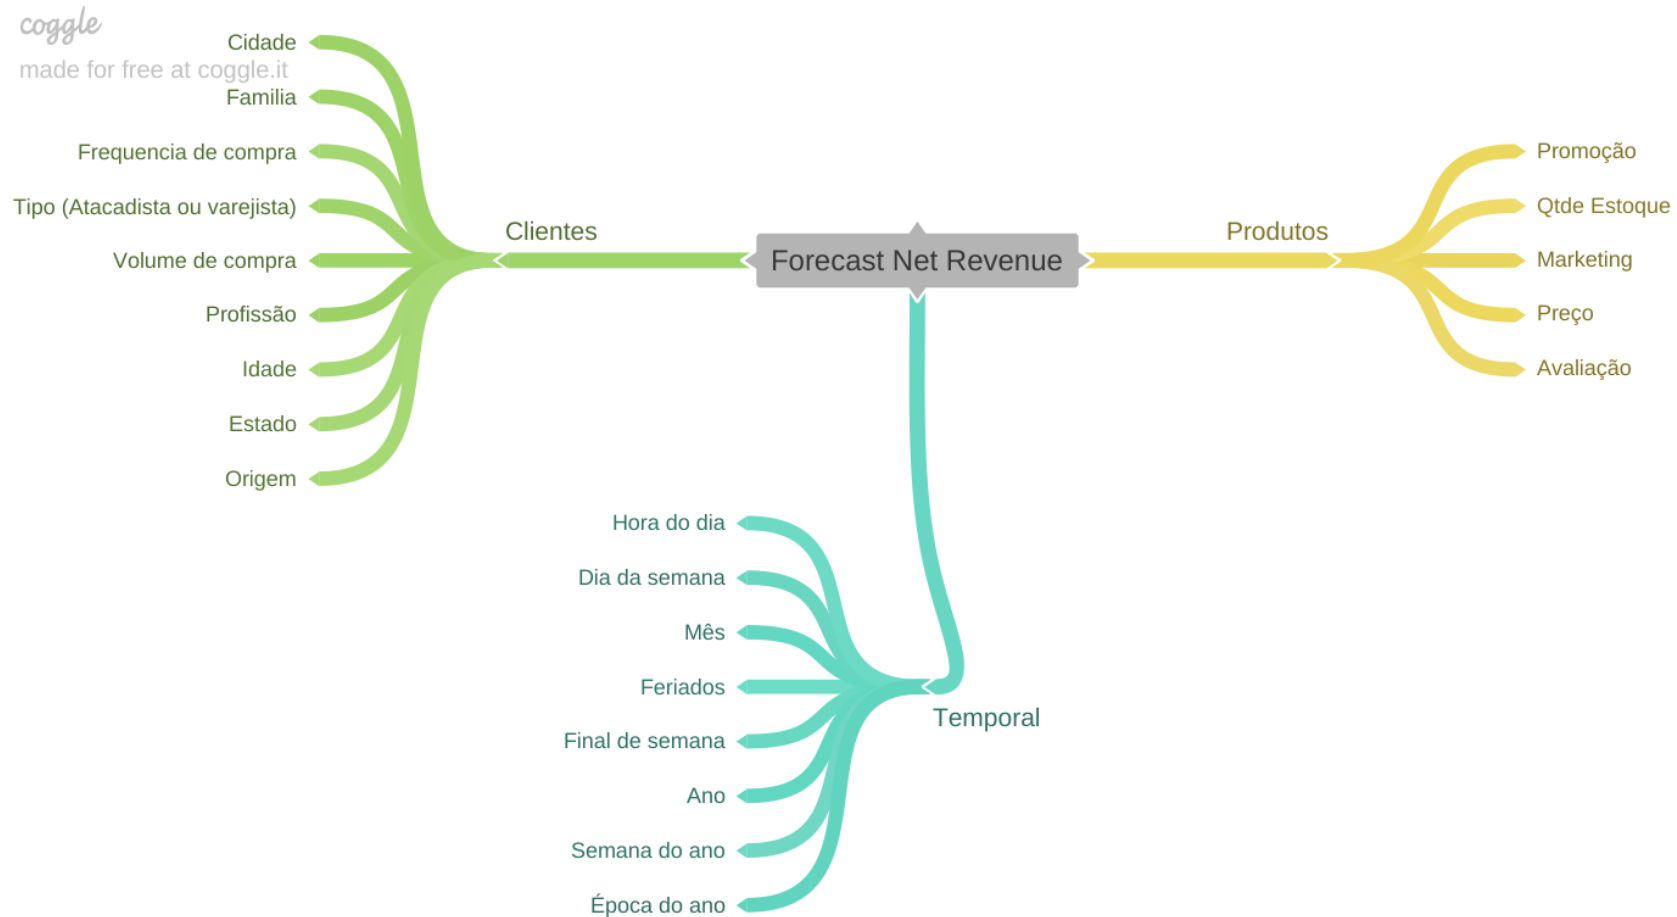 coggle
made for free at coggle.it
Cidade
Familia
Frequencia de compra
Tipo (Atacadista ou varejista)
Volume de compra
Profissão
Idade
Estado
Origem
Clientes
Forecast Net Revenue
Produtos
Promoção
Qtde Estoque
Marketing
Preço
Avaliação
Hora do dia
Dia da semana
Mês
Feriados
Final de semana
Ano
Semana do ano
Época do ano
Temporal